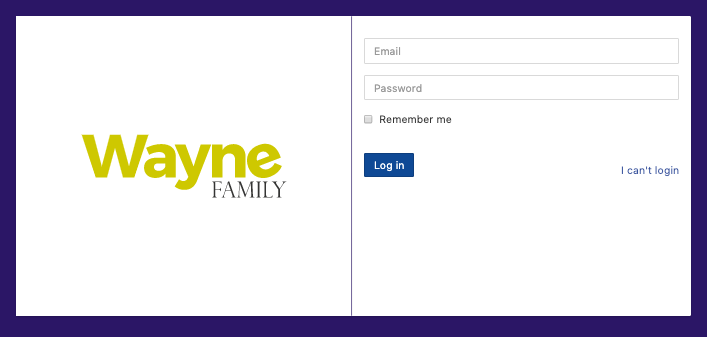 Wayne
FAMILY
Email
Password
Remember me
Log in
I can't login